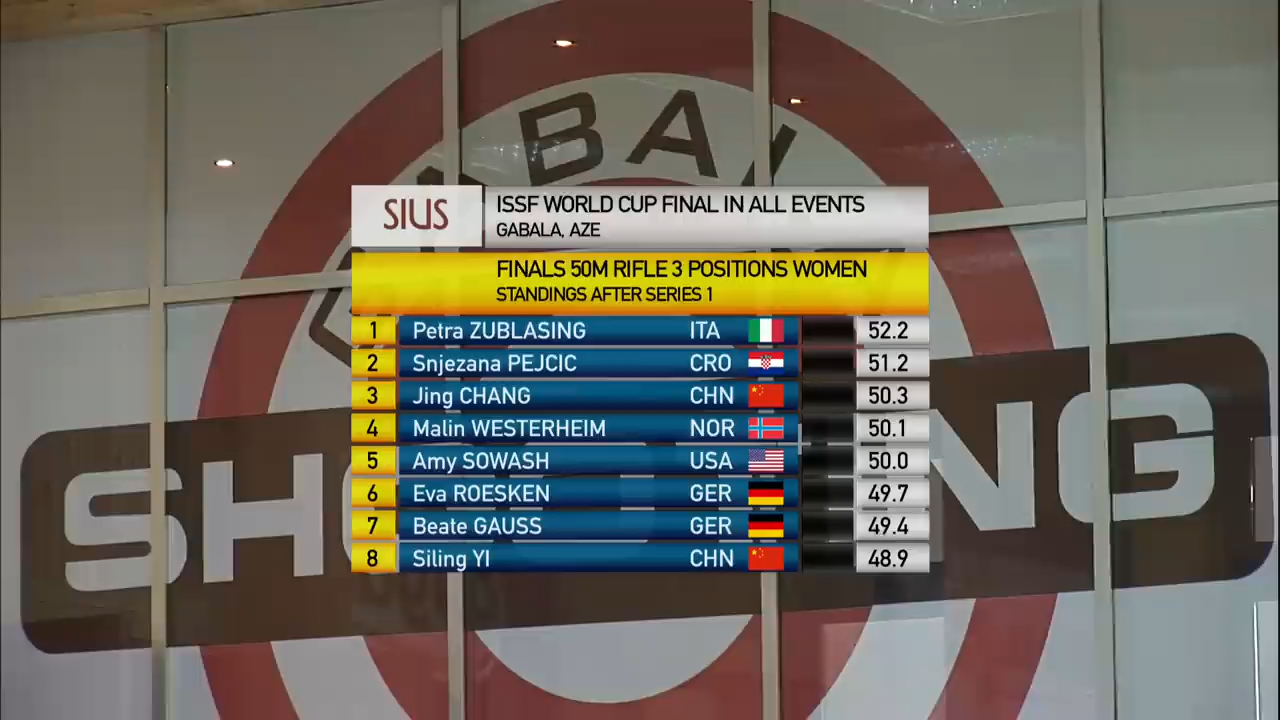 SIUS
ISSF WORLD CUP FINAL IN ALL EVENTS
GABALA, AZE
FINALS 50M RIFLE 3 POSITIONS WOMEN
STANDINGS AFTER SERIES 1
1 Petra ZUBLASING ITA 52.2
2 Snjezana PEJCIC CRO 51.2
3 Jing CHANG CHN 50.3
4 Malin WESTERHEIM NOR 50.1
5 Amy SOWASH USA 50.0
6 Eva ROESKEN GER 49.7
7 Beate GAUSS GER 49.4
8 Siling YI CHN 48.9